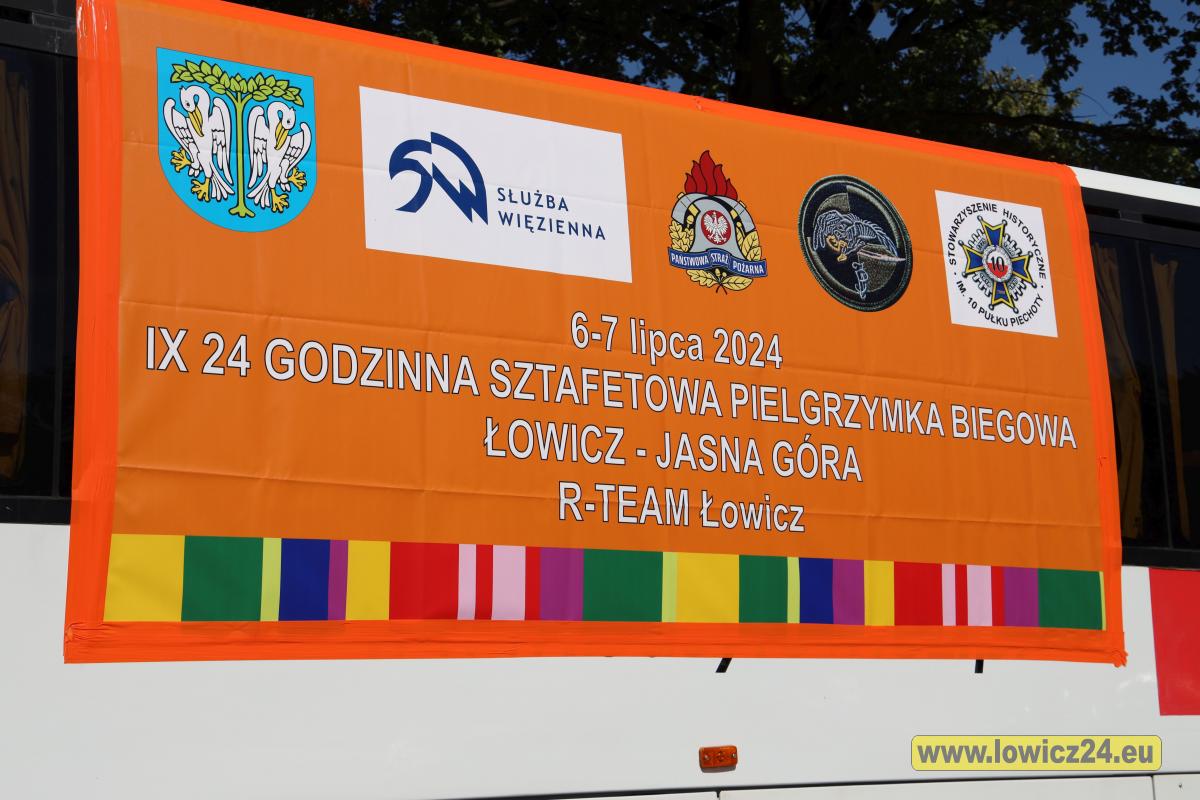 SŁUŻBA
WIĘZIENNA
PAŃSTWOWA STRAŻ POŻARNA
STOWARZYSZENIE HISTORYCZNE
10
IM. 10 PUŁKU PIECHOTY
6-7 lipca 2024
IX 24 GODZINNA SZTAFETOWA PIELGRZYMKA BIEGOWA
ŁOWICZ - JASNA GÓRA
R-TEAM Łowicz
www.lowicz24.eu